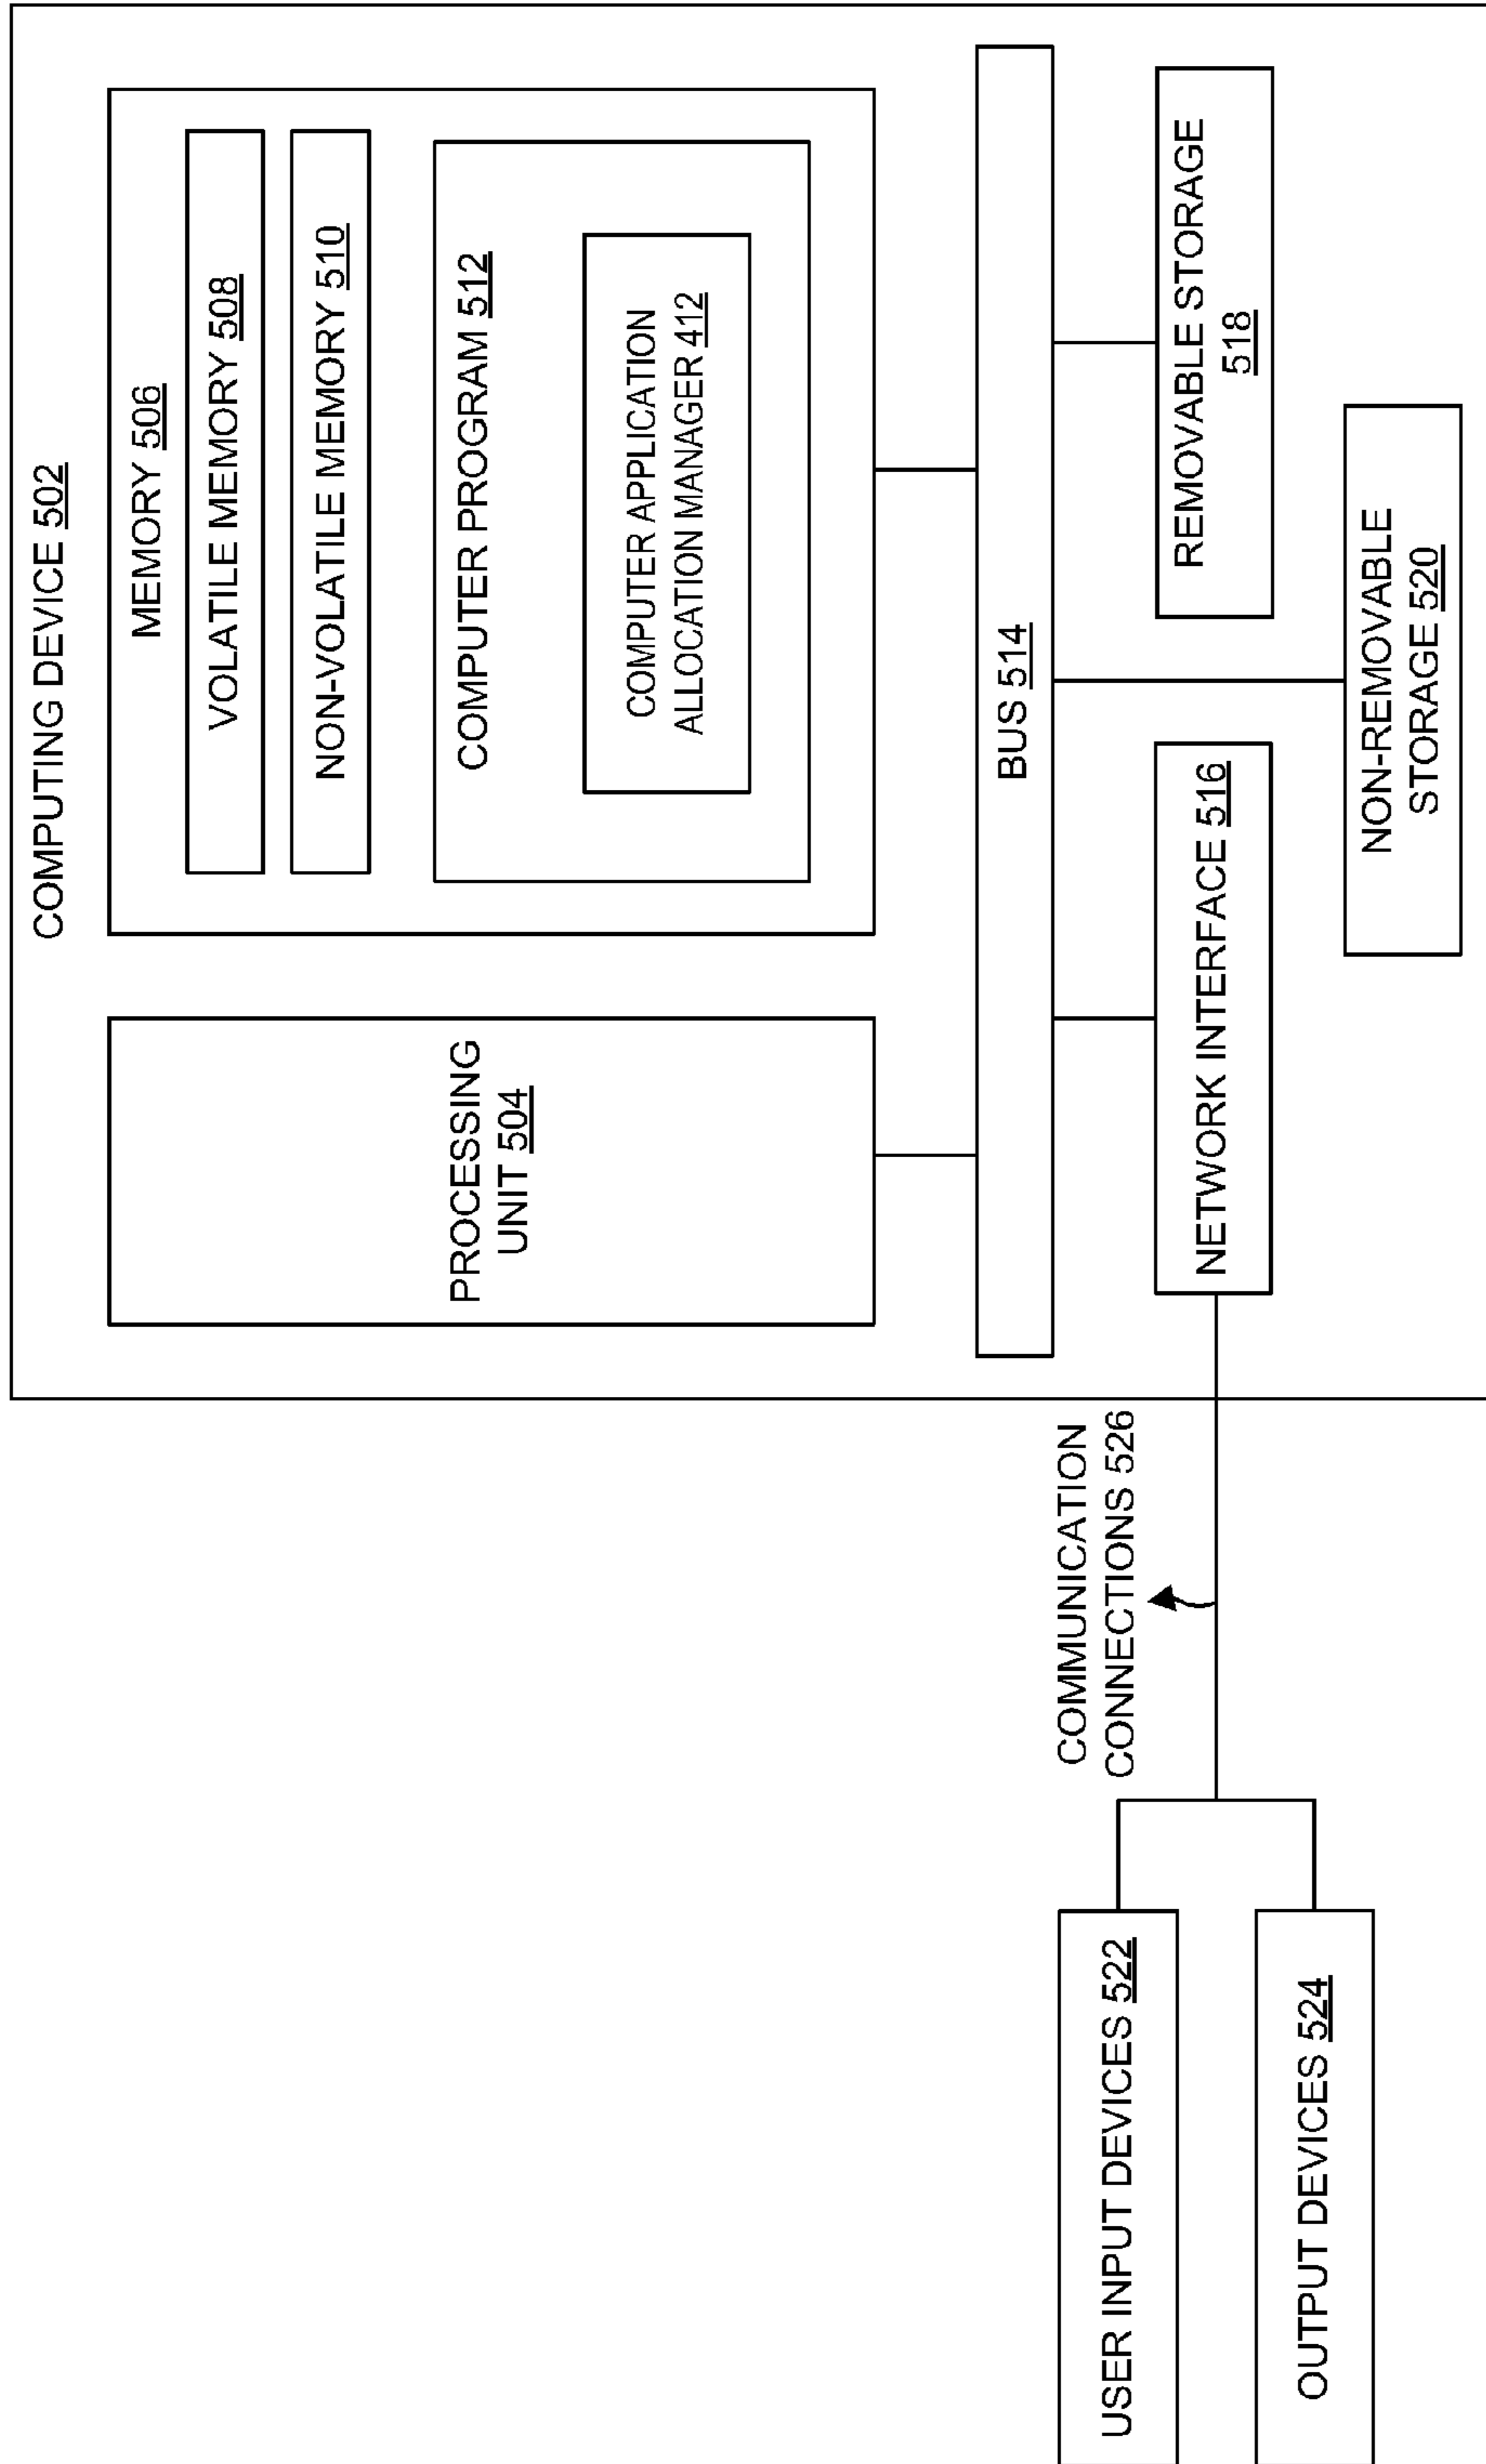 COMPUTING DEVICE 502
PROCESSING
UNIT 504
MEMORY 506
VOLATILE MEMORY 508
NON-VOLATILE MEMORY 510
COMPUTER PROGRAM 512
COMPUTER APPLICATION
ALLOCATION MANAGER 412
BUS 514
COMMUNICATION
CONNECTIONS 526
USER INPUT DEVICES 522
OUTPUT DEVICES 524
NETWORK INTERFACE 516
REMOVABLE STORAGE
518
NON-REMOVABLE
STORAGE 520